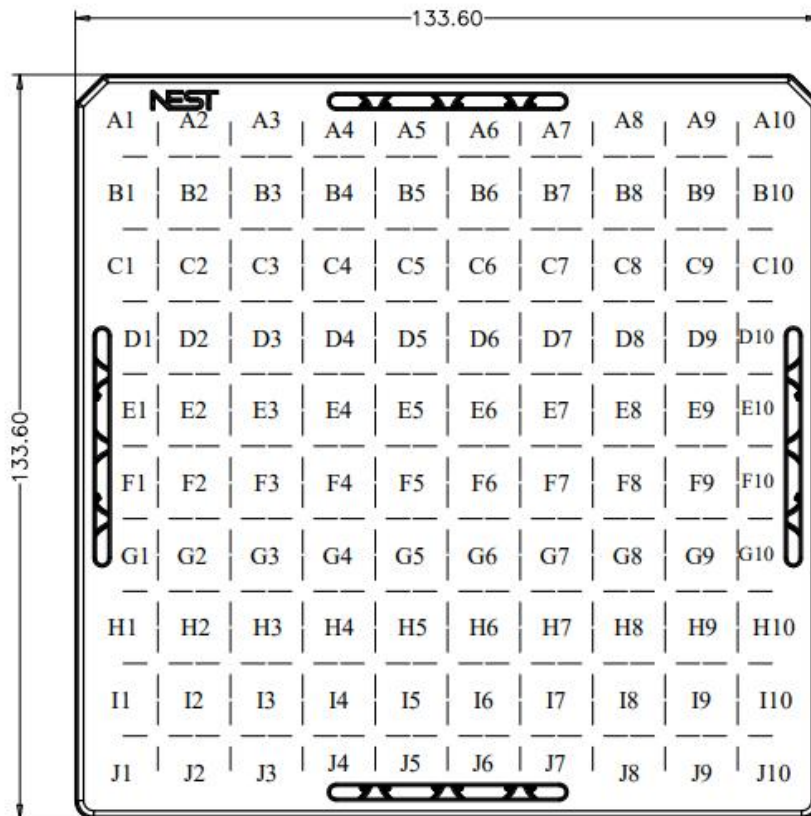 133.60
NEST
A1 A2 A3 A4 A5 A6 A7 A8 A9 A10
B1 B2 B3 B4 B5 B6 B7 B8 B9 B10
C1 C2 C3 C4 C5 C6 C7 C8 C9 C10
D1 D2 D3 D4 D5 D6 D7 D8 D9 D10
E1 E2 E3 E4 E5 E6 E7 E8 E9 E10
133.60
F1 F2 F3 F4 F5 F6 F7 F8 F9 F10
G1 G2 G3 G4 G5 G6 G7 G8 G9 G10
H1 H2 H3 H4 H5 H6 H7 H8 H9 H10
I1 I2 I3 I4 I5 I6 I7 I8 I9 I10
J1 J2 J3 J4 J5 J6 J7 J8 J9 J10